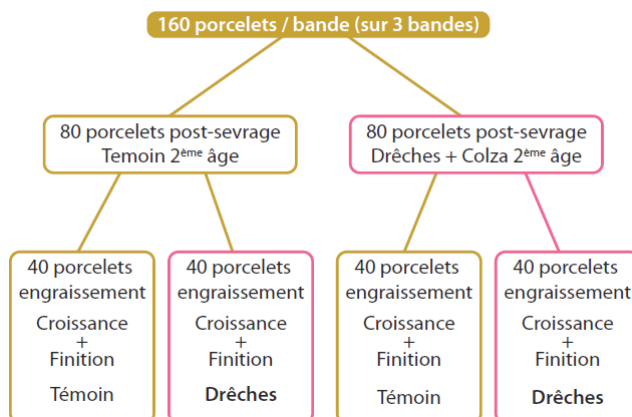 160 porcelets / bande (sur 3 bandes)
80 porcelets post-sevrage
Temoin 2ème âge
80 porcelets post-sevrage
Drêches + Colza 2ème âge
40 porcelets
engraissement
Croissance
+
Finition
Témoin
40 porcelets
engraissement
Croissance
+
Finition
Drêches
40 porcelets
engraissement
Croissance
+
Finition
Témoin
40 porcelets
engraissement
Croissance
+
Finition
Drêches